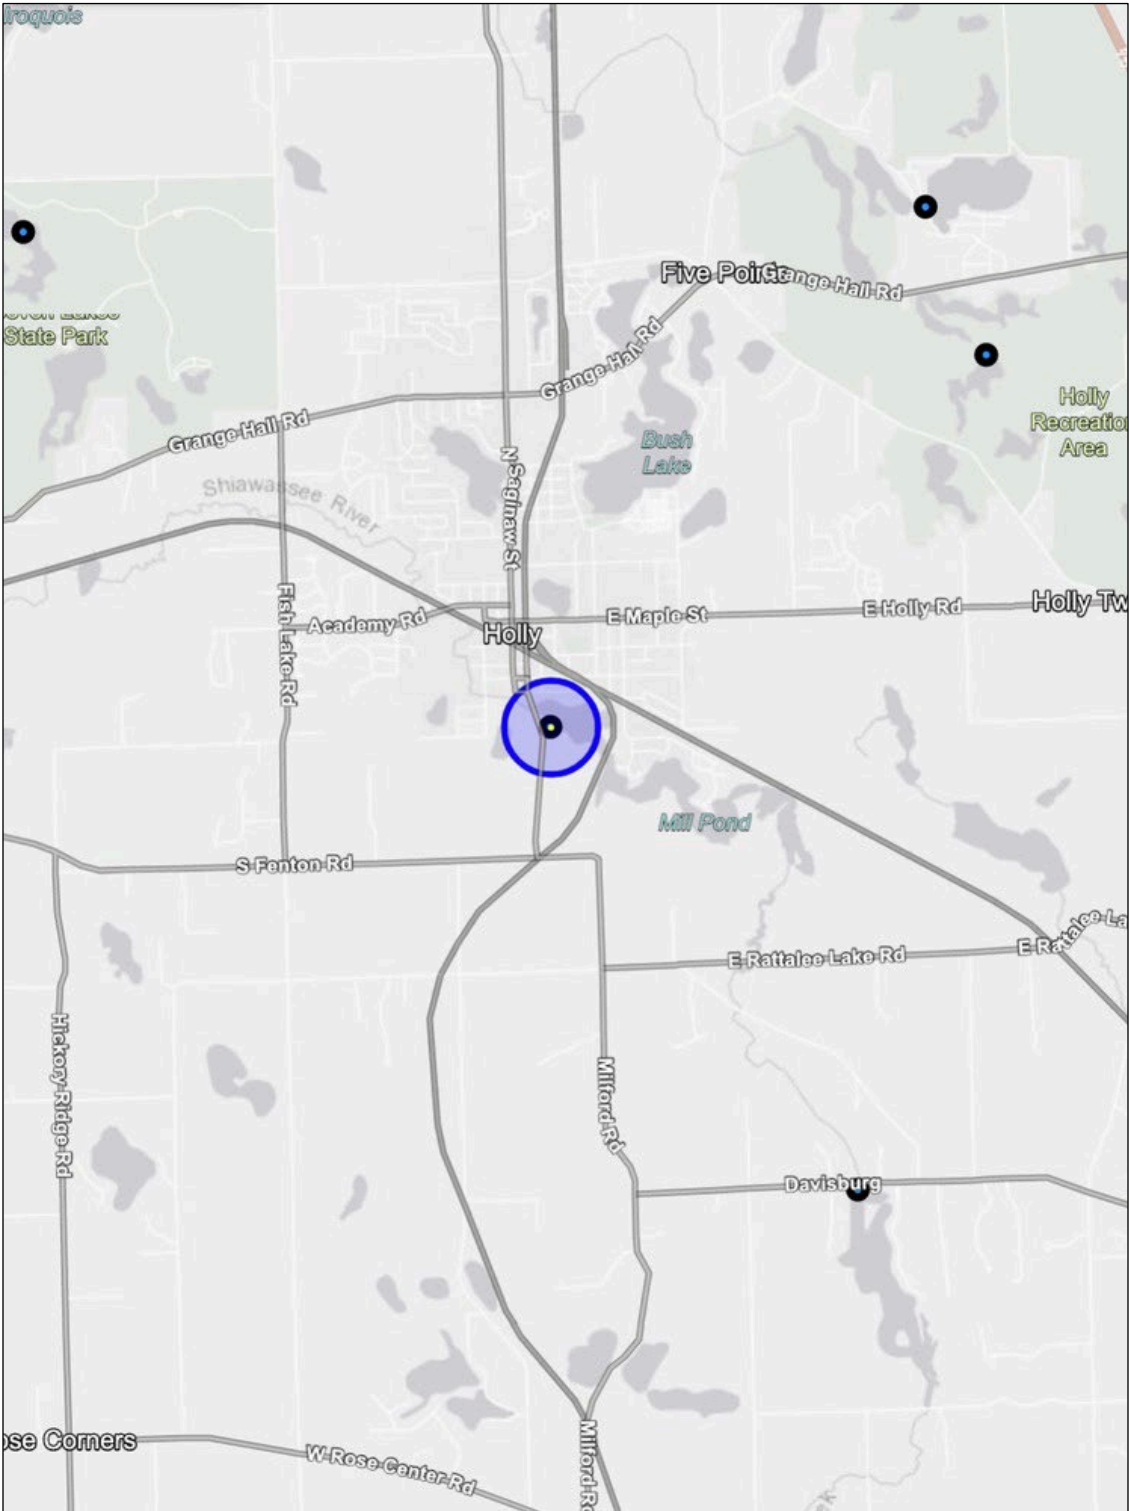 Iroquois
Five Points
Grange Hall Rd
State Park
Grange Hall Rd
Holly
Recreation
Area
Grange Hall Rd
Bush
Lake
N Saginaw St
Shiawassee River
Fish Lake Rd
Academy Rd
Holly
E Maple St
E Holly Rd
Holly Tw
Mill Pond
S Fenton Rd
E Rattalee Lake Rd
E Rattalee La
Hickory Ridge Rd
Milford Rd
Davisburg
ose Corners
W Rose Center Rd
Milford Rd